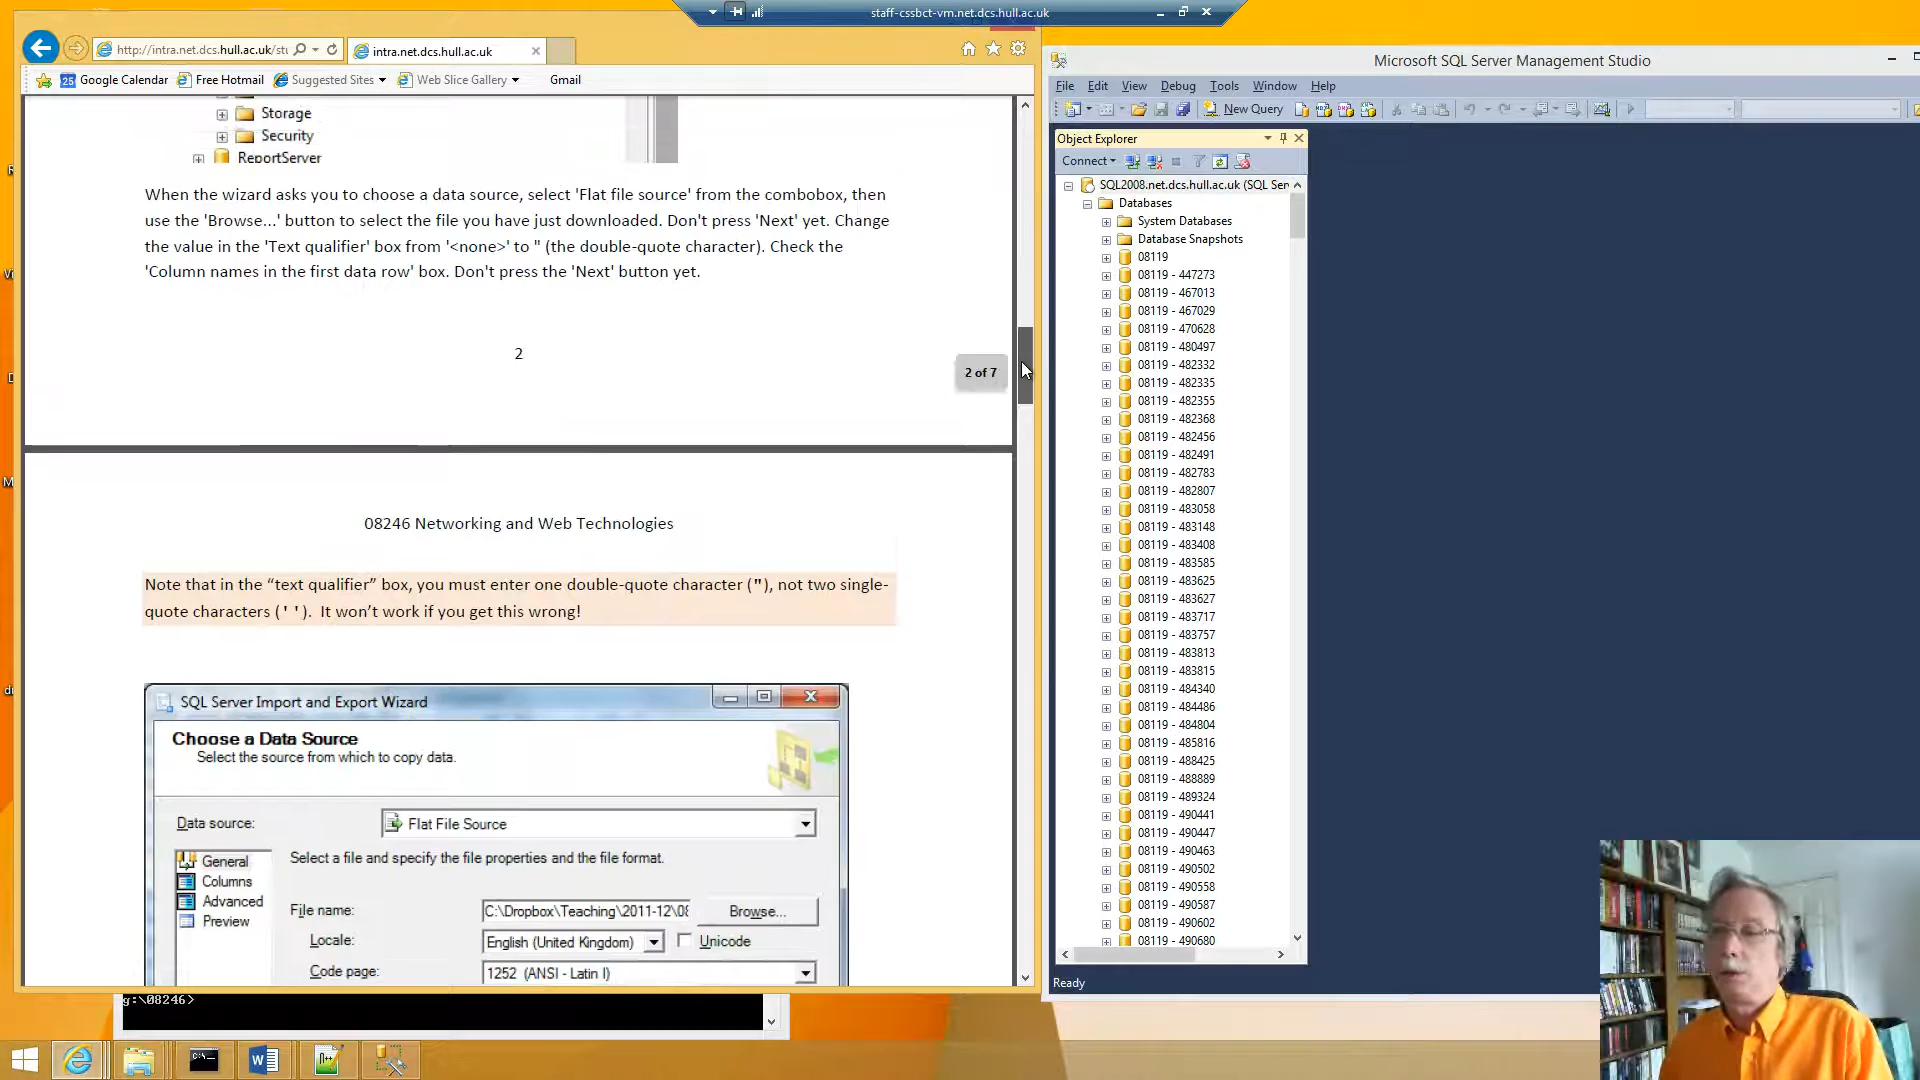 staff-cssbct-vm.net.dcs.hull.ac.uk
http://intra.net.dcs.hull.ac.uk/stu
intra.net.dcs.hull.ac.uk
25 Google Calendar
Free Hotmail
Suggested Sites
Web Slice Gallery
Gmail
Storage
Security
ReportServer
When the wizard asks you to choose a data source, select 'Flat file source' from the combobox, then
use the 'Browse...' button to select the file you have just downloaded. Don't press 'Next' yet. Change
the value in the 'Text qualifier' box from '<none>' to " (the double-quote character). Check the
'Column names in the first data row' box. Don't press the 'Next' button yet.
2
2 of 7
08246 Networking and Web Technologies
Note that in the “text qualifier” box, you must enter one double-quote character ("), not two single-
quote characters (' '). It won’t work if you get this wrong!
SQL Server Import and Export Wizard
Choose a Data Source
Select the source from which to copy data.
Data source:
Flat File Source
General
Columns
Advanced
Preview
Select a file and specify the file properties and the file format.
File name:
C:\Dropbox\Teaching\2011-12\08
Browse...
Locale:
English (United Kingdom)
Unicode
Code page:
1252 (ANSI - Latin I)
g:\08246>
Microsoft SQL Server Management Studio
File Edit View Debug Tools Window Help
New Query
Object Explorer
Connect
SQL2008.net.dcs.hull.ac.uk (SQL Ser
Databases
System Databases
Database Snapshots
08119
08119 - 447273
08119 - 467013
08119 - 467029
08119 - 470628
08119 - 480497
08119 - 482332
08119 - 482335
08119 - 482355
08119 - 482368
08119 - 482456
08119 - 482491
08119 - 482783
08119 - 482807
08119 - 483058
08119 - 483148
08119 - 483408
08119 - 483585
08119 - 483625
08119 - 483627
08119 - 483717
08119 - 483757
08119 - 483813
08119 - 483815
08119 - 484340
08119 - 484486
08119 - 484804
08119 - 485816
08119 - 488425
08119 - 488889
08119 - 489324
08119 - 490441
08119 - 490447
08119 - 490463
08119 - 490502
08119 - 490558
08119 - 490587
08119 - 490602
08119 - 490680
Ready